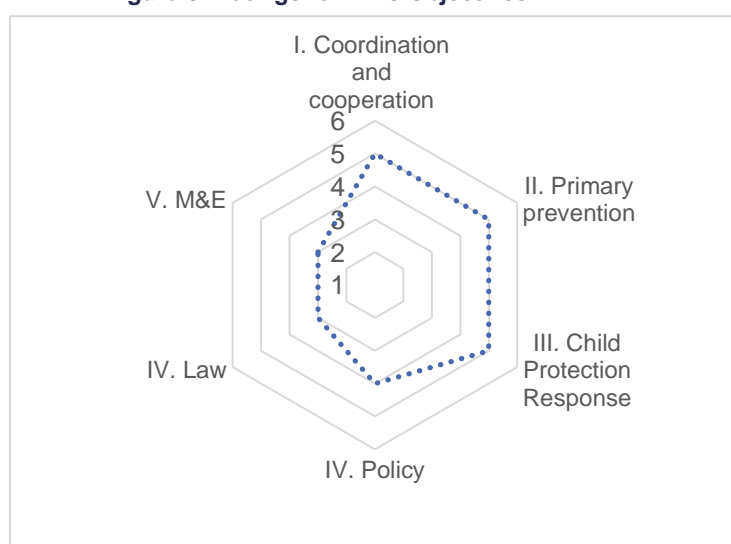 I. Coordination
and
cooperation
6
5
4
3
2
1
II. Primary
prevention
III. Child
Protection
Response
IV. Policy
IV. Law
V. M&E